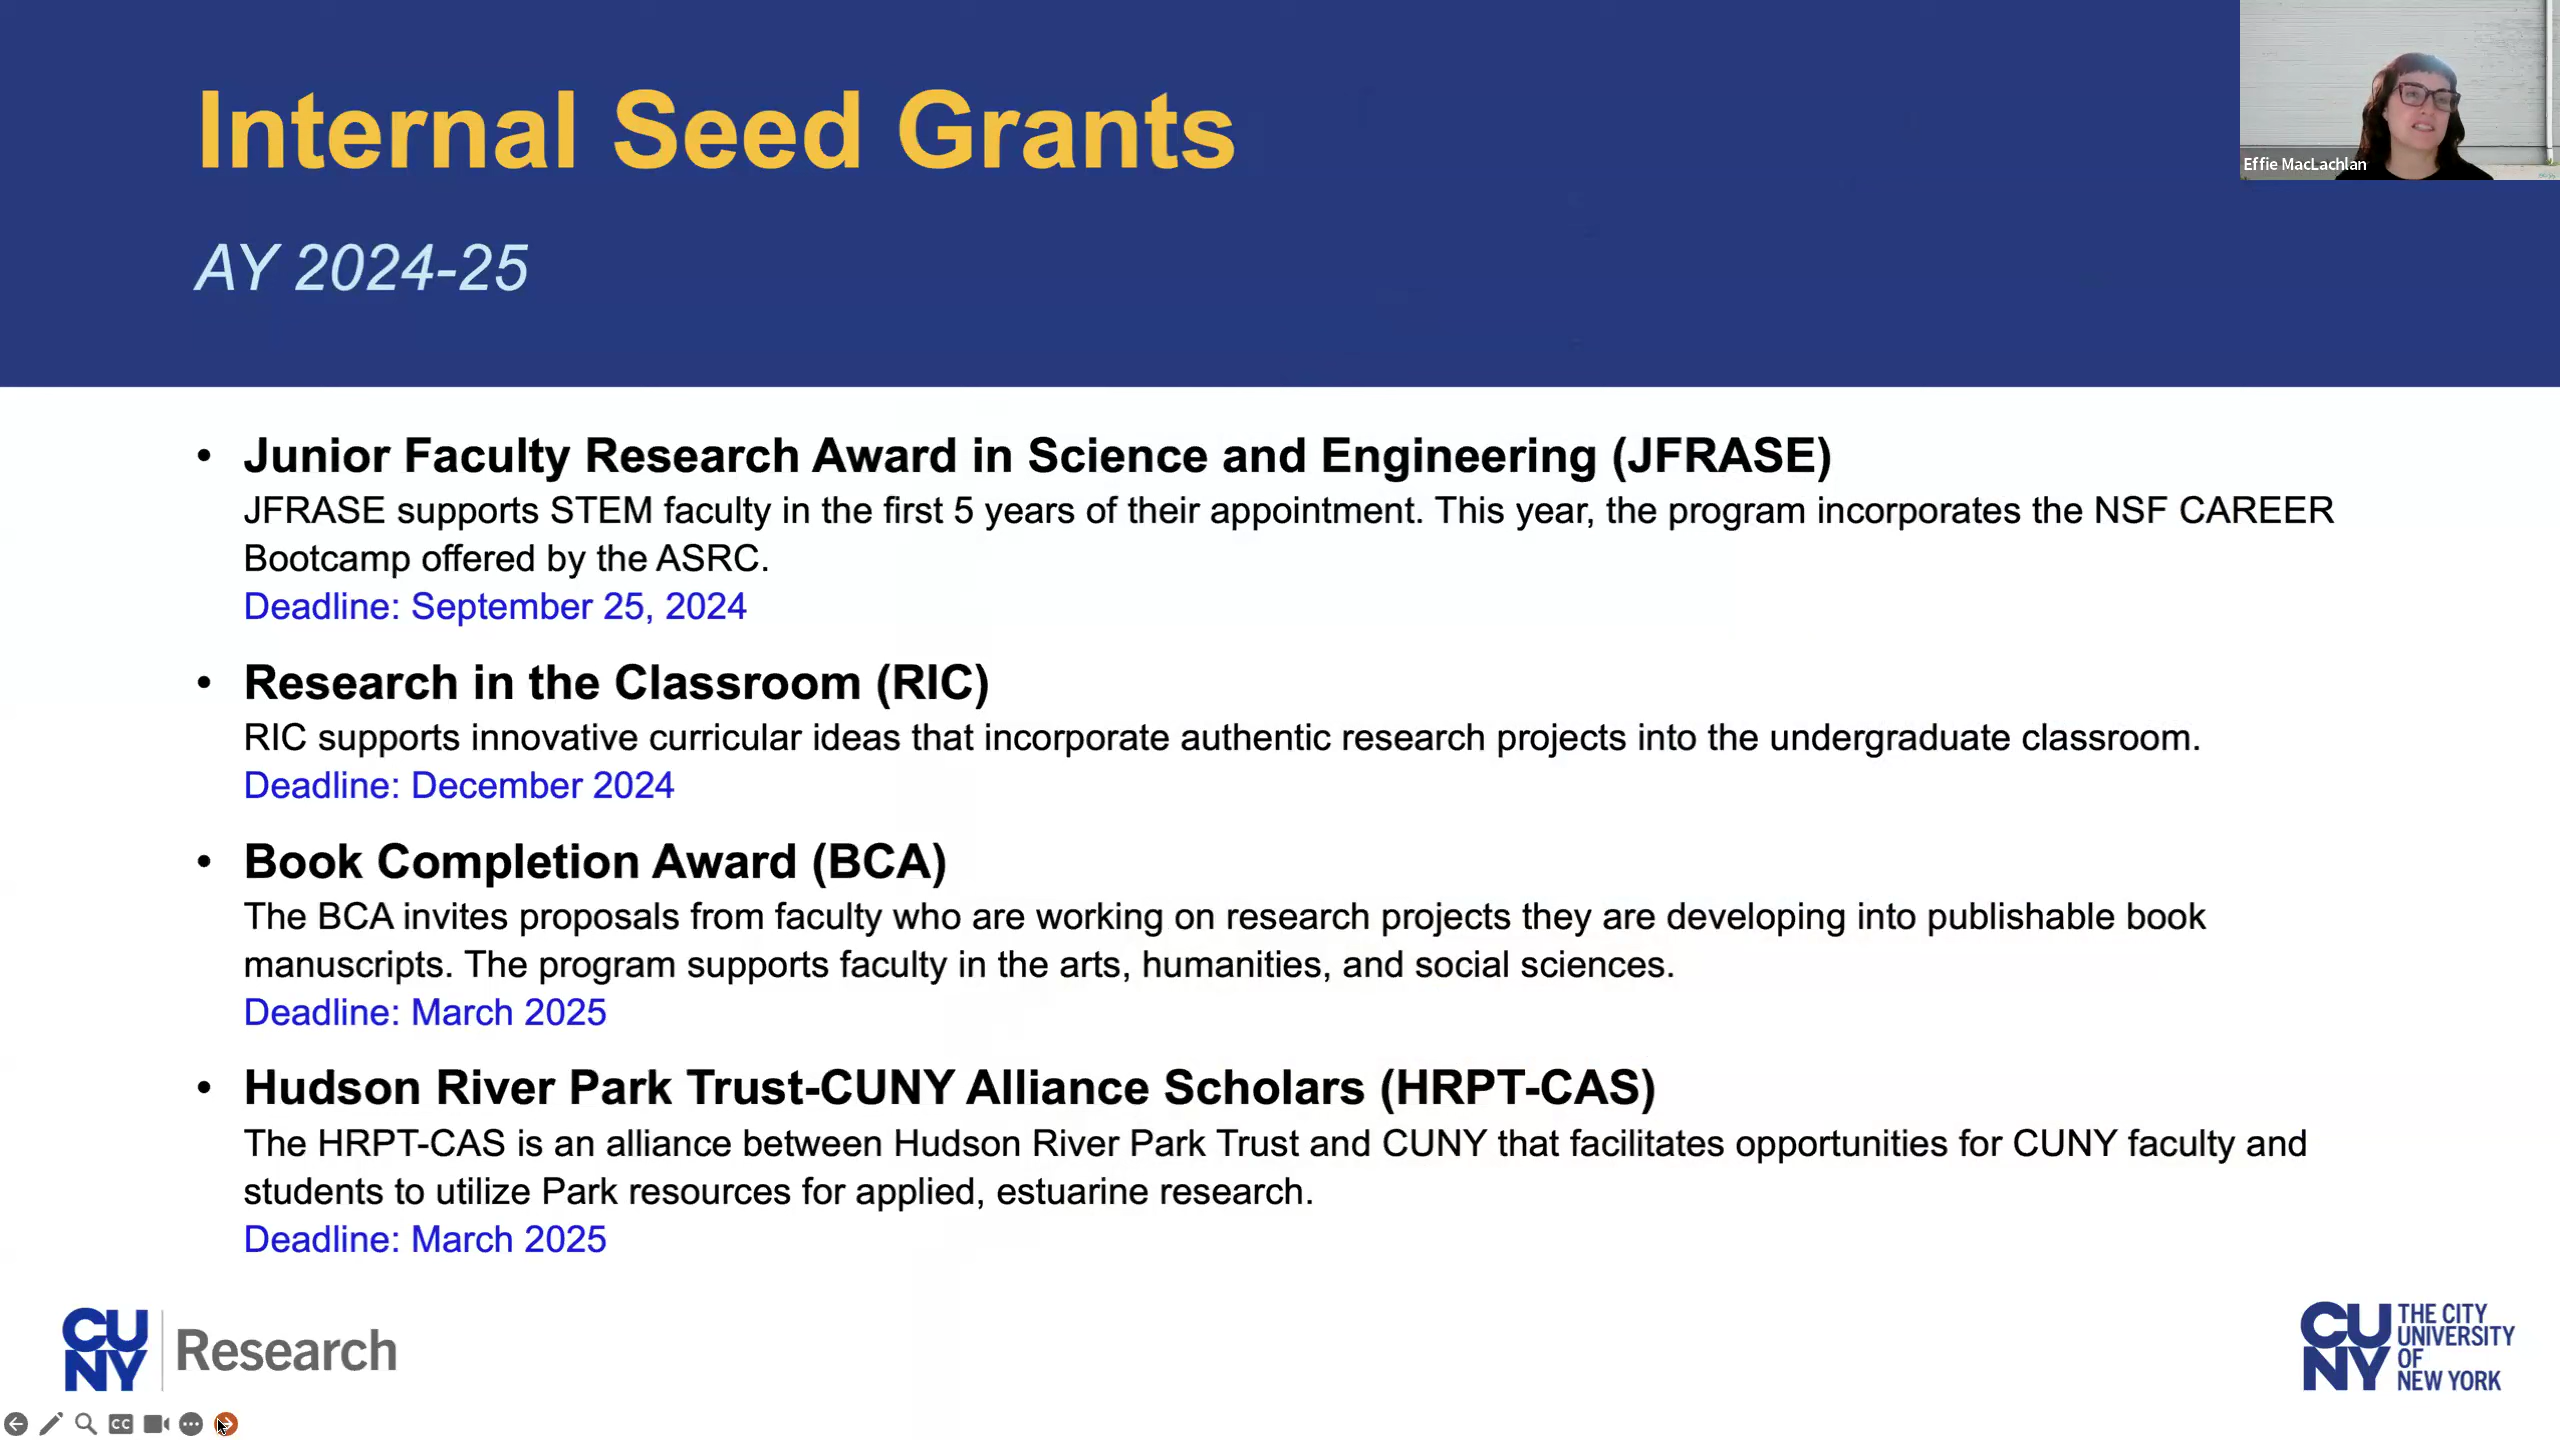 Internal Seed Grants
Effie MacLachlan
AY 2024-25
• Junior Faculty Research Award in Science and Engineering (JFRASE)
JFRASE supports STEM faculty in the first 5 years of their appointment. This year, the program incorporates the NSF CAREER
Bootcamp offered by the ASRC.
Deadline: September 25, 2024
• Research in the Classroom (RIC)
RIC supports innovative curricular ideas that incorporate authentic research projects into the undergraduate classroom.
Deadline: December 2024
• Book Completion Award (BCA)
The BCA invites proposals from faculty who are working on research projects they are developing into publishable book
manuscripts. The program supports faculty in the arts, humanities, and social sciences.
Deadline: March 2025
• Hudson River Park Trust-CUNY Alliance Scholars (HRPT-CAS)
The HRPT-CAS is an alliance between Hudson River Park Trust and CUNY that facilitates opportunities for CUNY faculty and
students to utilize Park resources for applied, estuarine research.
Deadline: March 2025
CU
NY
Research
CU
NY
THE CITY
UNIVERSITY
OF
NEW YORK
CC